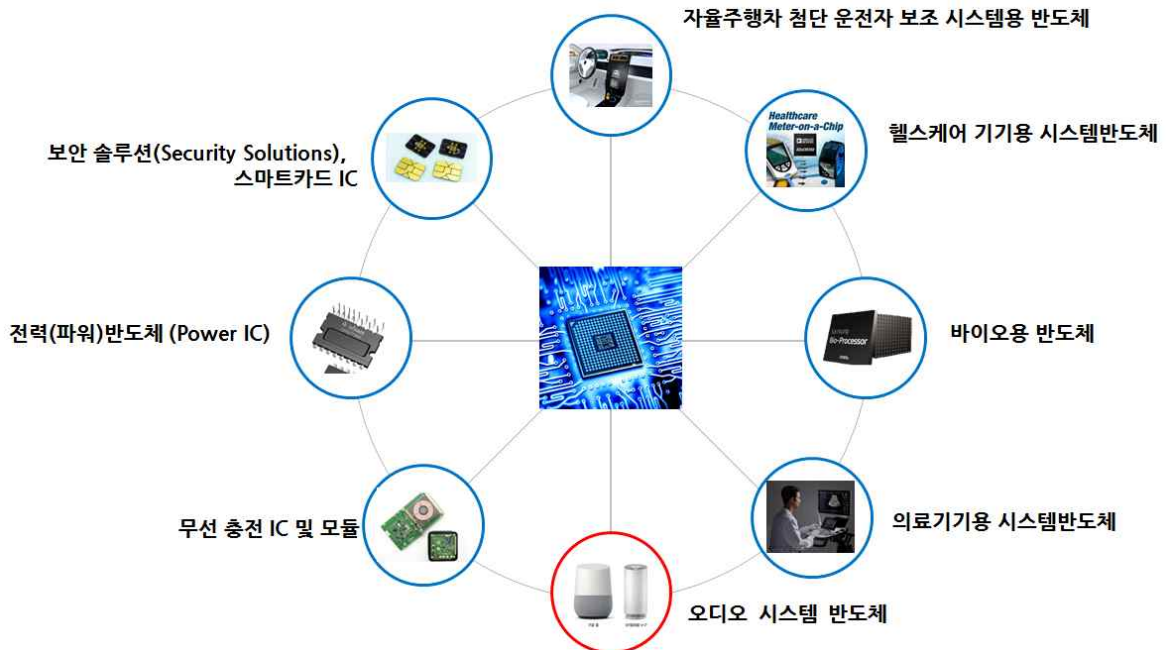 자율주행차 첨단 운전자 보조 시스템용 반도체
Healthcare
Meter-on-a-Chip
헬스케어 기기용 시스템반도체
보안 솔루션(Security Solutions),
스마트카드 IC
전력(파워)반도체 (Power IC)
Bio-Processor
바이오용 반도체
무선 충전 IC 및 모듈
의료기기용 시스템반도체
오디오 시스템 반도체